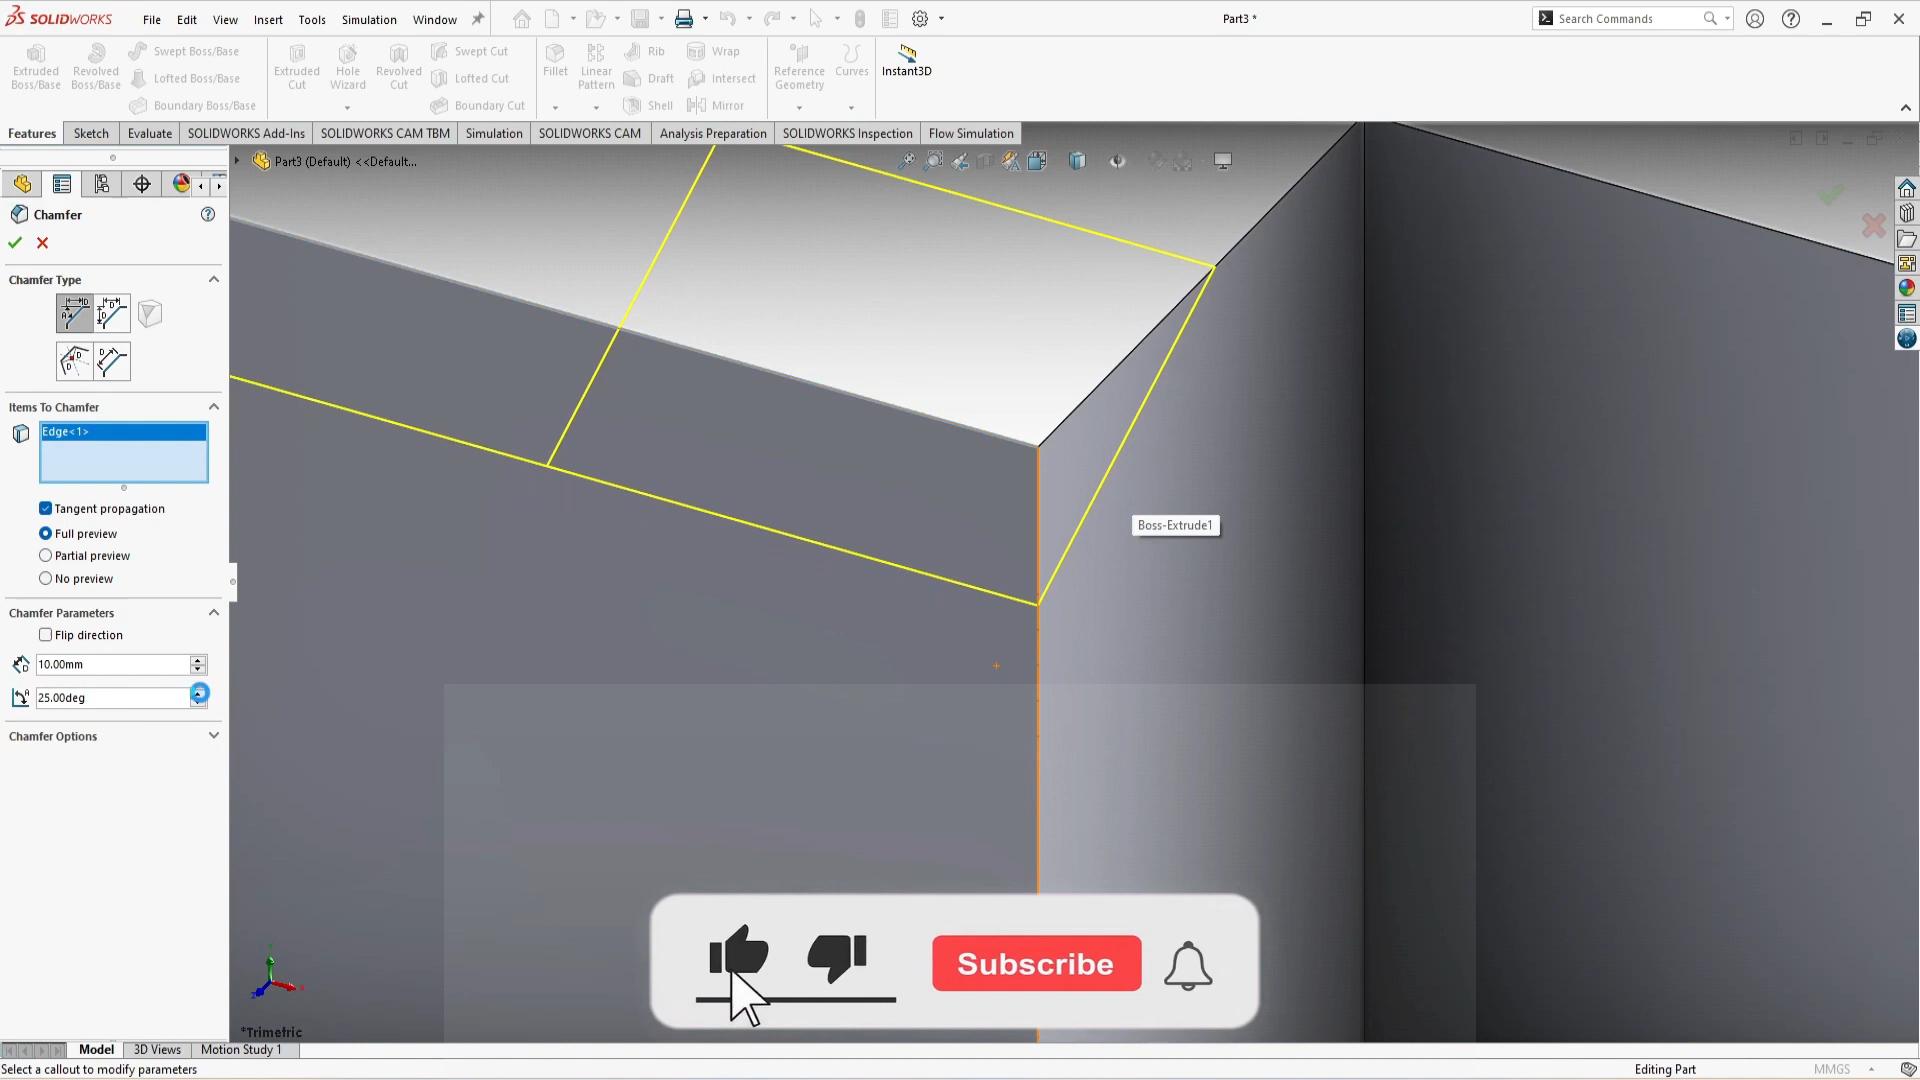 SOLIDWORKS File Edit View Insert Tools Simulation Window Part3 * Search Commands
Extruded Boss/Base
Revolved Boss/Base
Swept Boss/Base
Lofted Boss/Base
Boundary Boss/Base
Extruded Cut
Hole Wizard
Revolved Cut
Swept Cut
Lofted Cut
Boundary Cut
Fillet
Linear Pattern
Rib
Draft
Shell
Wrap
Intersect
Mirror
Reference Geometry
Curves
Instant3D
Features Sketch Evaluate SOLIDWORKS Add-Ins SOLIDWORKS CAM TBM Simulation SOLIDWORKS CAM Analysis Preparation SOLIDWORKS Inspection Flow Simulation
Part3 (Default) <<Default...
Chamfer
Chamfer Type
Items To Chamfer
Edge<1>
Tangent propagation
Full preview
Partial preview
No preview
Chamfer Parameters
Flip direction
10.00mm
25.00deg
Chamfer Options
Boss-Extrude1
Subscribe
*Trimetric
Model 3D Views Motion Study 1
Select a callout to modify parameters Editing Part MMGS